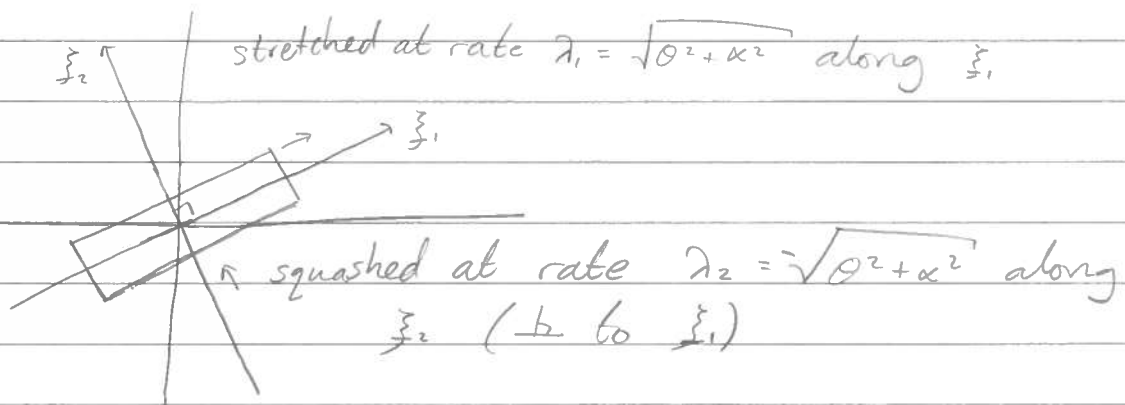 stretched at rate λ₁ = √(θ² + α²) along ξ₁
ξ₂
ξ₁
squashed at rate λ₂ = -√(θ² + α²) along
ξ₂ ( to ξ₁)